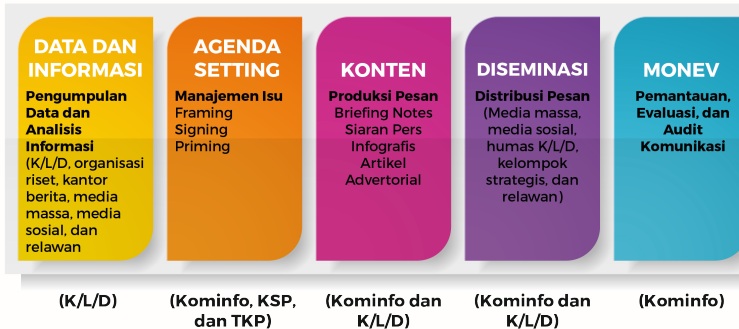 DATA DAN
INFORMASI
Pengumpulan
Data dan
Analisis
Informasi
(K/L/D, organisasi
riset, kantor
berita, media
massa, media
sosial, dan
relawan
(K/L/D)
AGENDA
SETTING
Manajemen Isu
Framing
Signing
Priming
(Kominfo, KSP,
dan TKP)
KONTEN
Produksi Pesan
Briefing Notes
Siaran Pers
Infografis
Artikel
Advertorial
(Kominfo dan
K/L/D)
DISEMINASI
Distribusi Pesan
(Media massa,
media sosial,
humas K/L/D,
kelompok
strategis, dan
relawan)
(Kominfo dan
K/L/D)
MONEV
Pemantauan,
Evaluasi, dan
Audit
Komunikasi
(Kominfo)